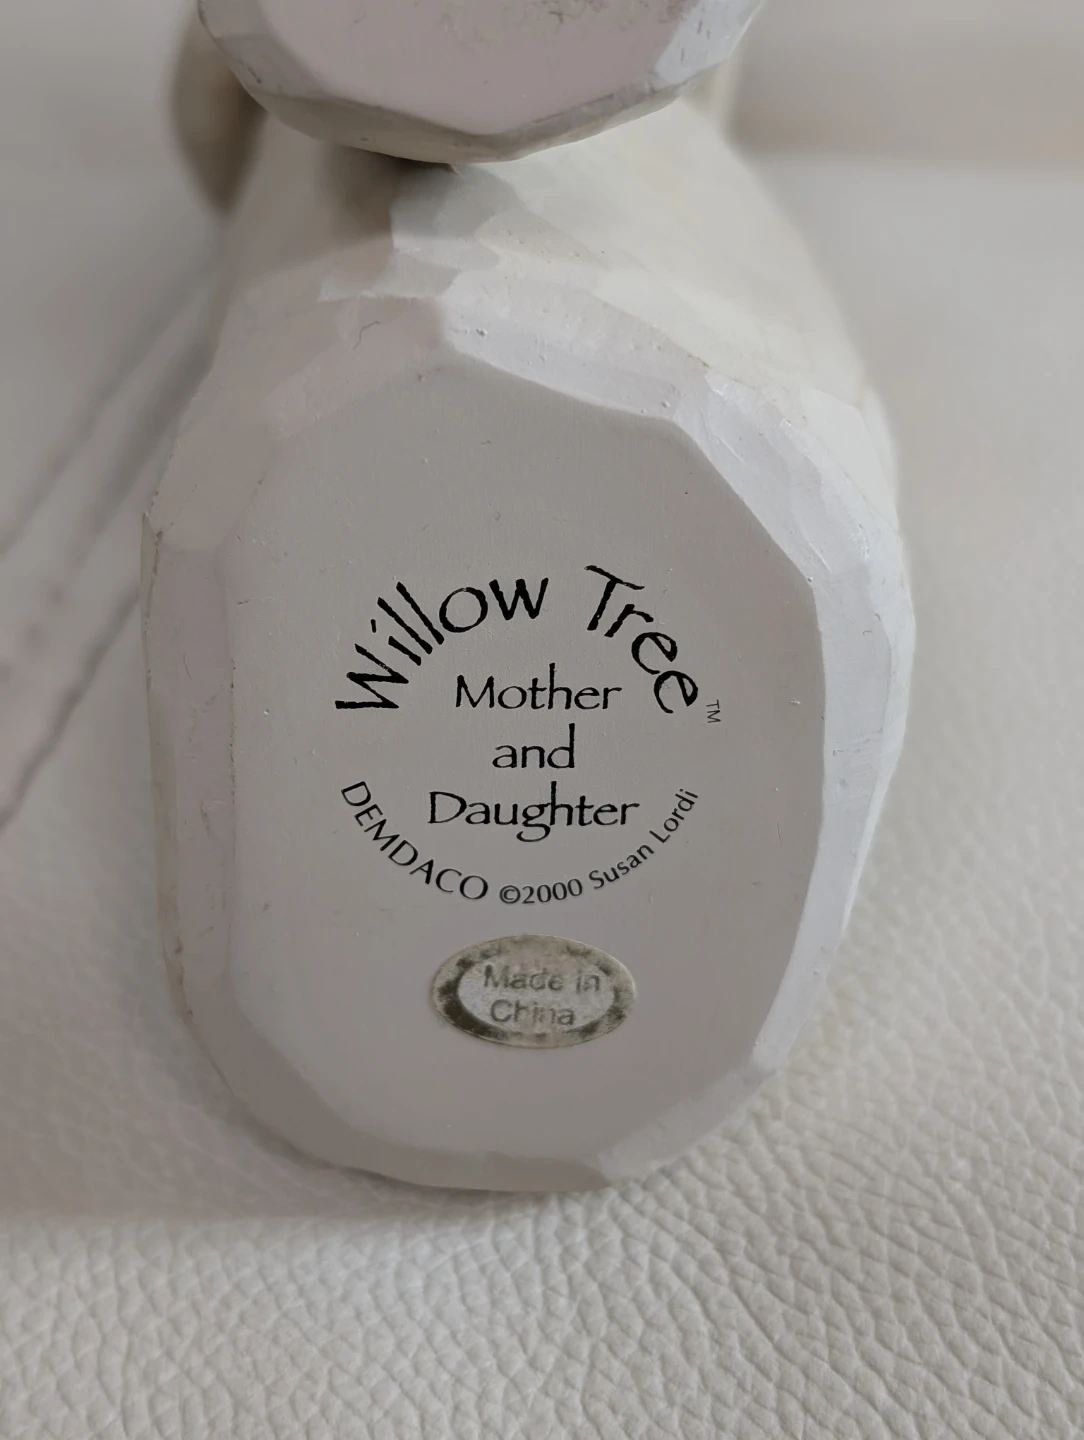 Willow Tree™
Mother
and
Daughter
DEMDACO ©2000 Susan Lordi
Made in
China